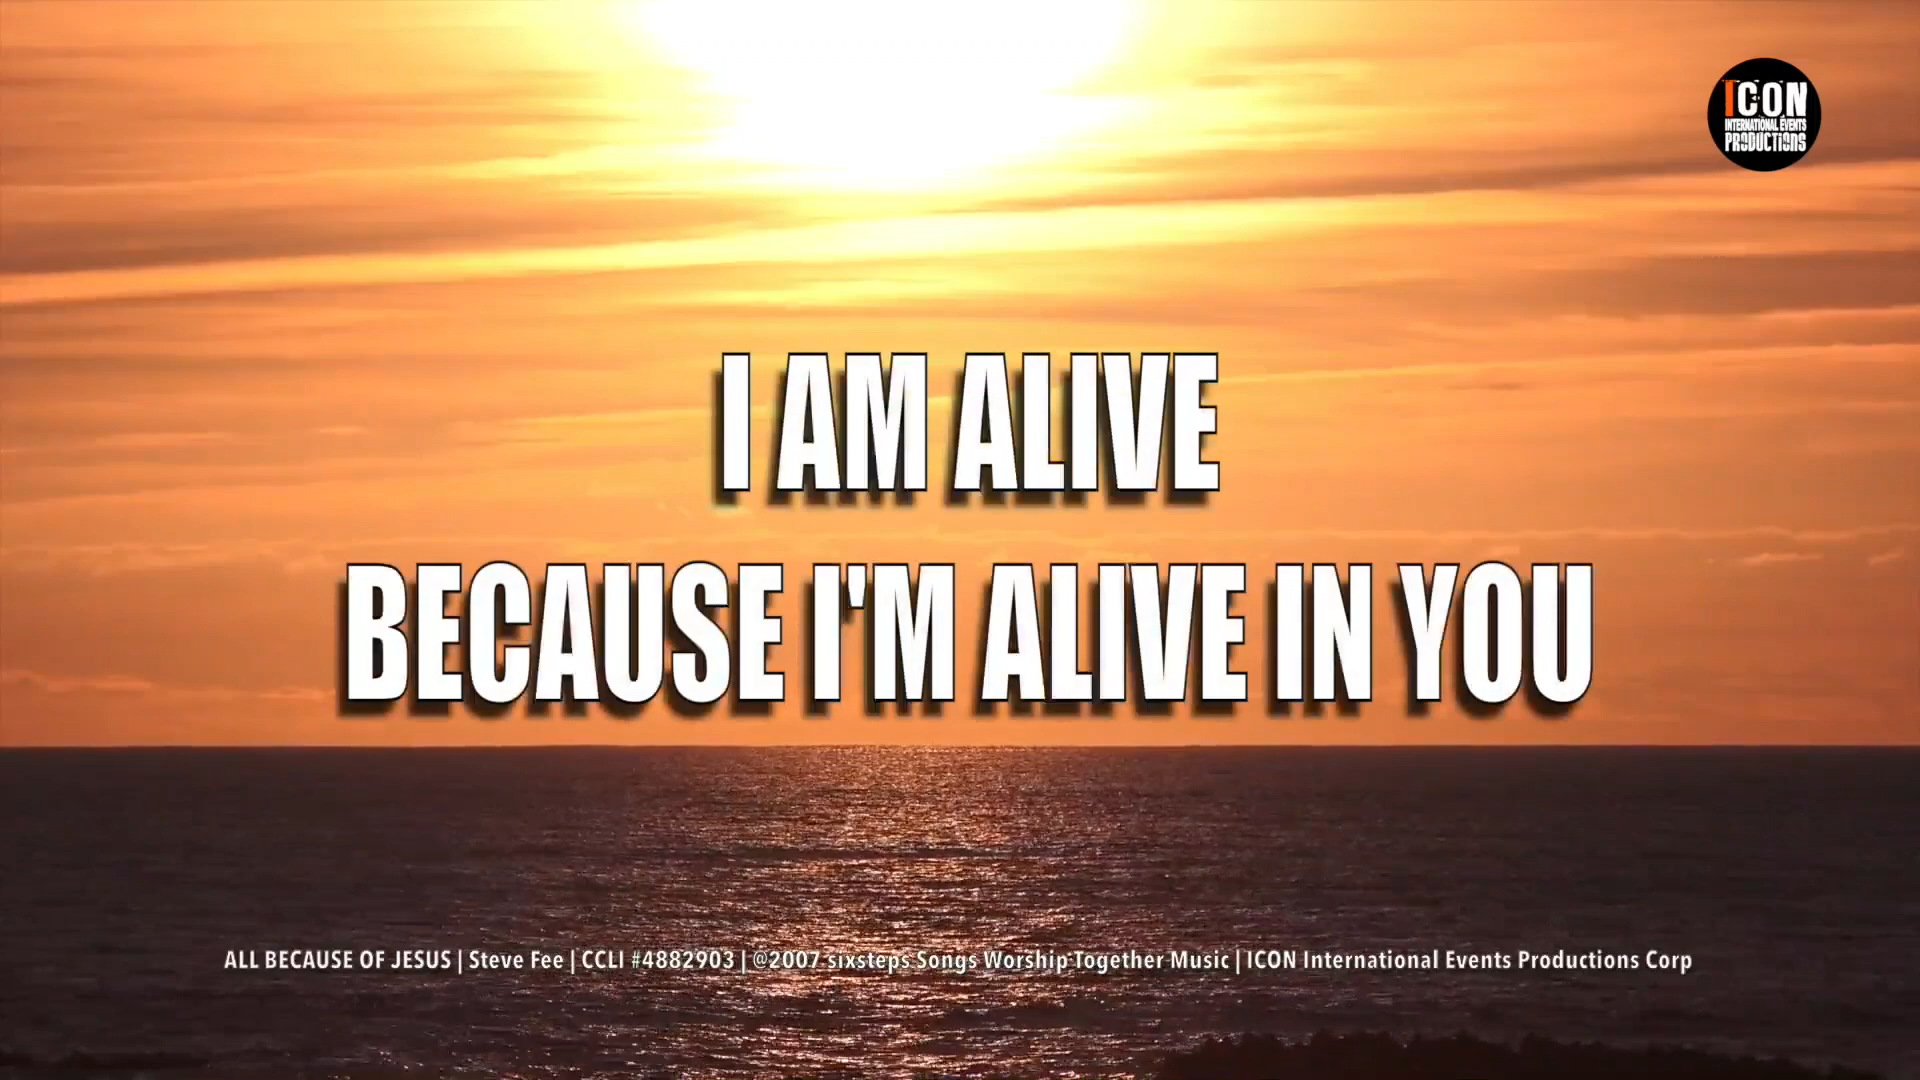 ICON
INTERNATIONAL EVENTS
PRODUCTIONS
I AM ALIVE
BECAUSE I'M ALIVE IN YOU
ALL BECAUSE OF JESUS | Steve Fee | CCLI #4882903 | ©2007 sixsteps Songs Worship Together Music | ICON International Events Productions Corp